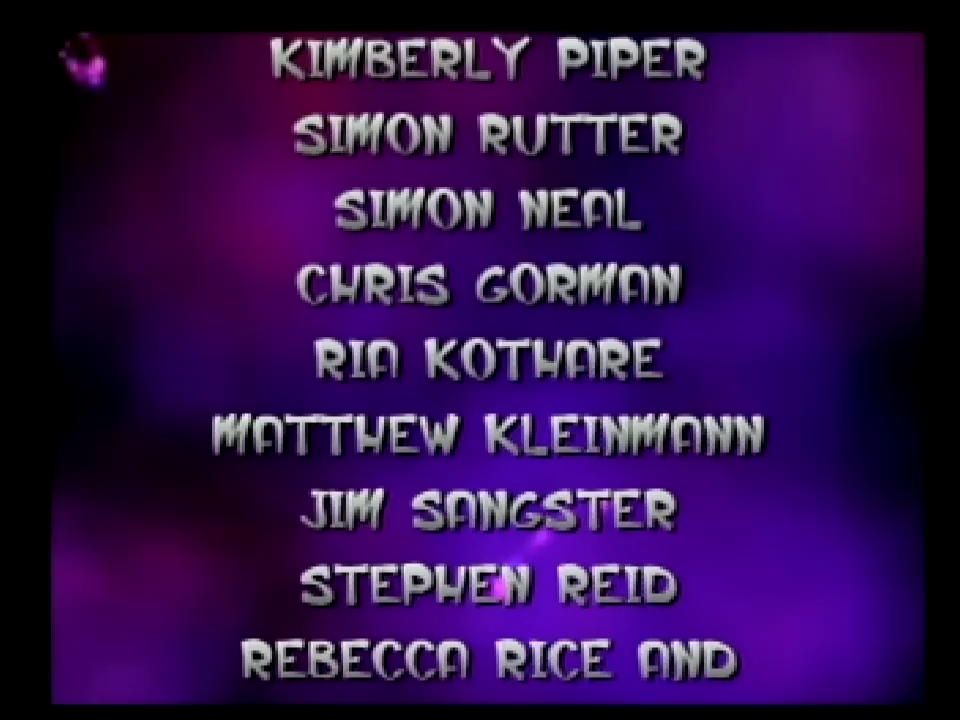 KIMBERLY PIPER
SIMON RUTTER
SIMON NEAL
CHRIS GORMAN
RIA KOTHARE
MATTHEW KLEINMANN
JIM SANGSTER
STEPHEN REID
REBECCA RICE AND